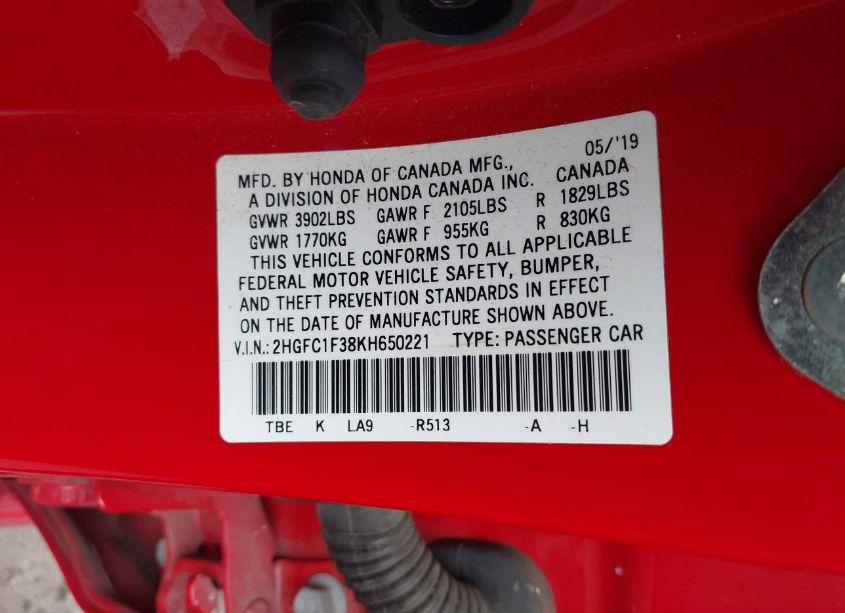 05/'19
MFD. BY HONDA OF CANADA MFG.,
A DIVISION OF HONDA CANADA INC. CANADA
GVWR 3902LBS GAWR F 2105LBS R 1829LBS
GVWR 1770KG GAWR F 955KG R 830KG
THIS VEHICLE CONFORMS TO ALL APPLICABLE
FEDERAL MOTOR VEHICLE SAFETY, BUMPER,
AND THEFT PREVENTION STANDARDS IN EFFECT
ON THE DATE OF MANUFACTURE SHOWN ABOVE.
V.I.N.: 2HGFC1F38KH650221 TYPE: PASSENGER CAR
TBE K LA9 -R513 -A -H